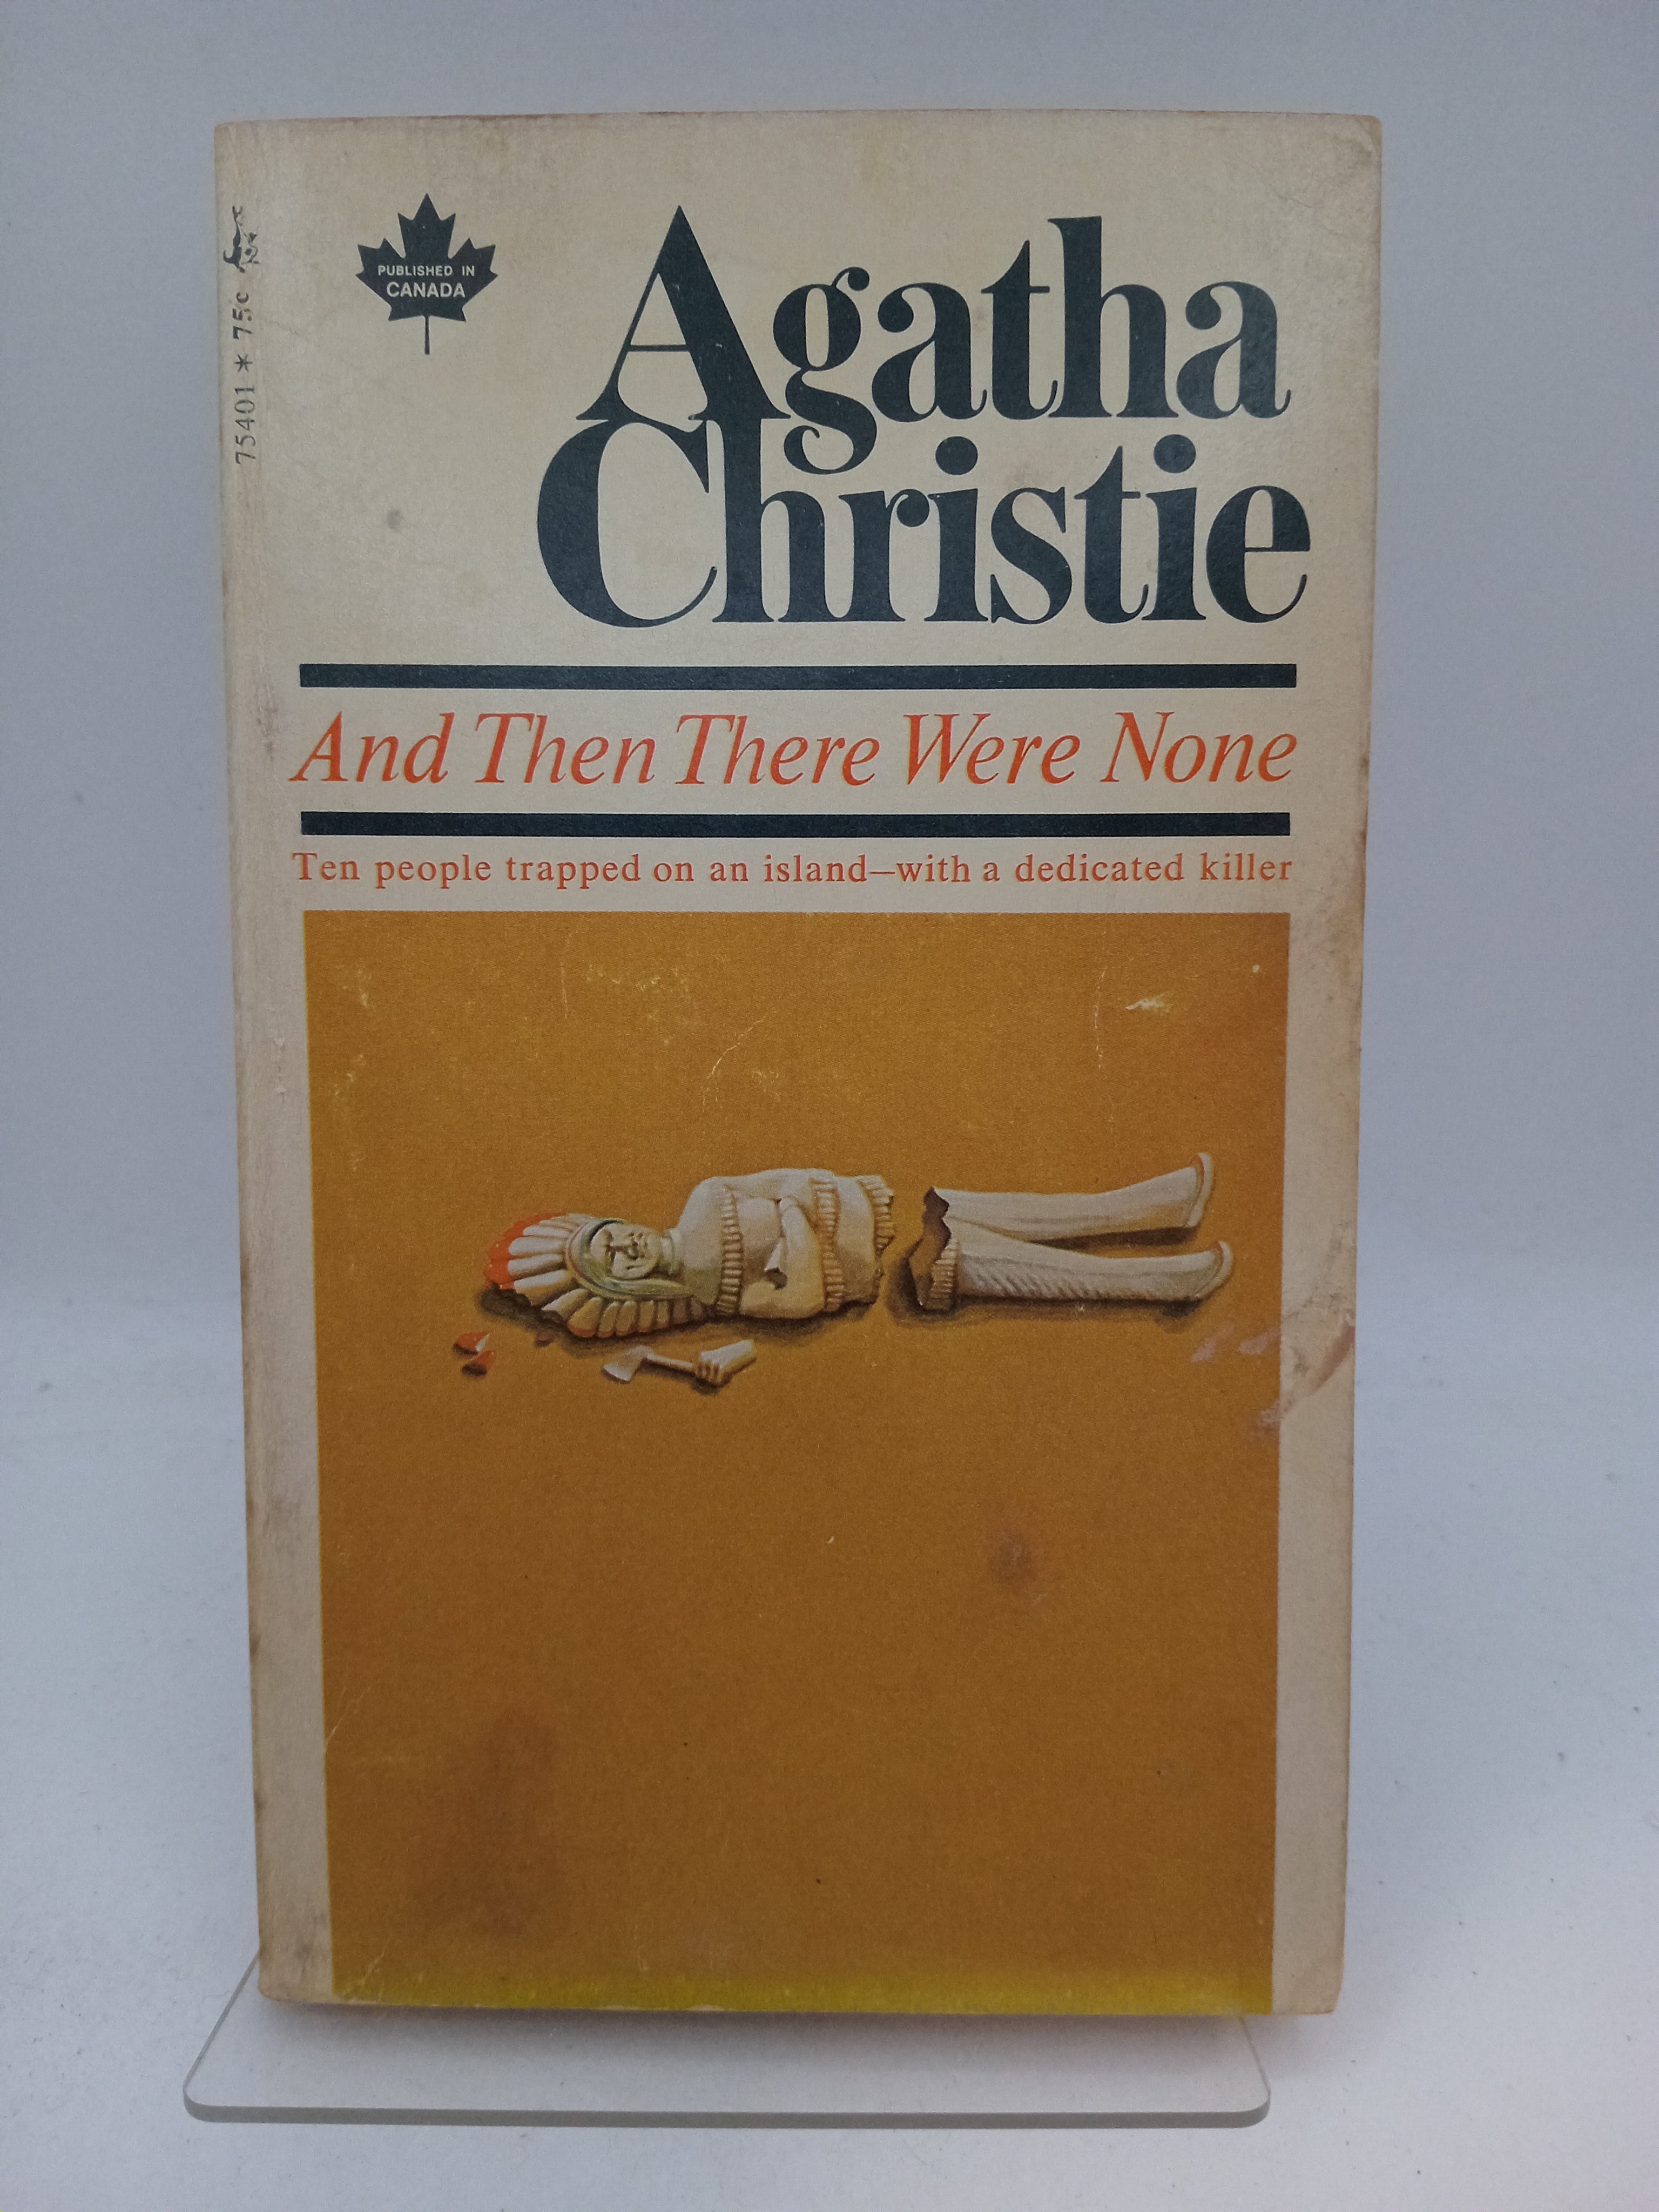 PUBLISHED IN
CANADA
75401 * 75c
Agatha
Christie
And Then There Were None
Ten people trapped on an island—with a dedicated killer